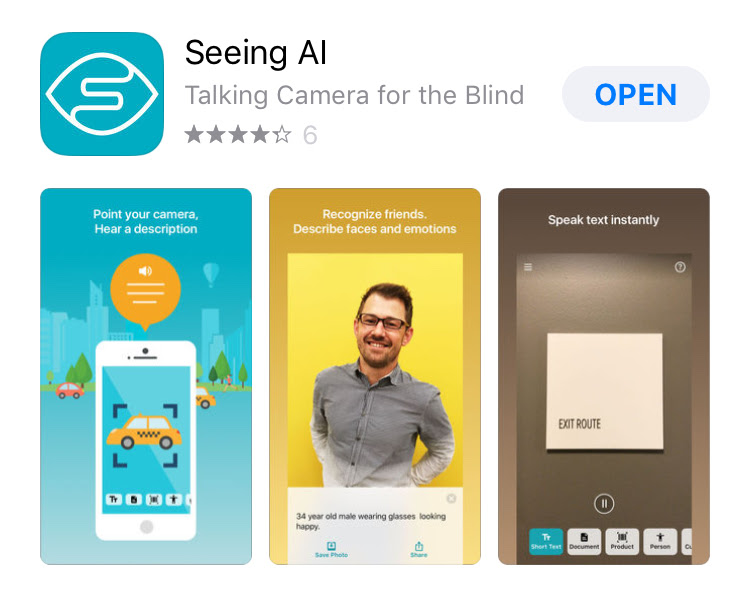 Seeing AI
Talking Camera for the Blind
OPEN
6
Point your camera,
Hear a description
Recognize friends.
Describe faces and emotions
34 year old male wearing glasses looking
happy.
Save Photo
Share
Speak text instantly
EXIT ROUTE
Short Text
Document
Product
Person